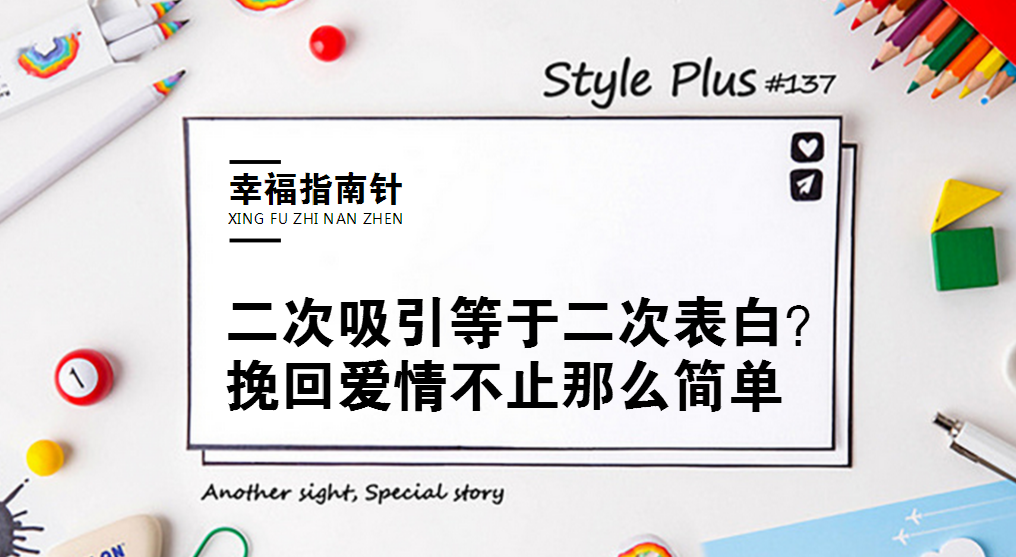 Style Plus #137
幸福指南针
XING FU ZHI NAN ZHEN
二次吸引等于二次表白?
挽回爱情不止那么简单
Another sight, Special story
1